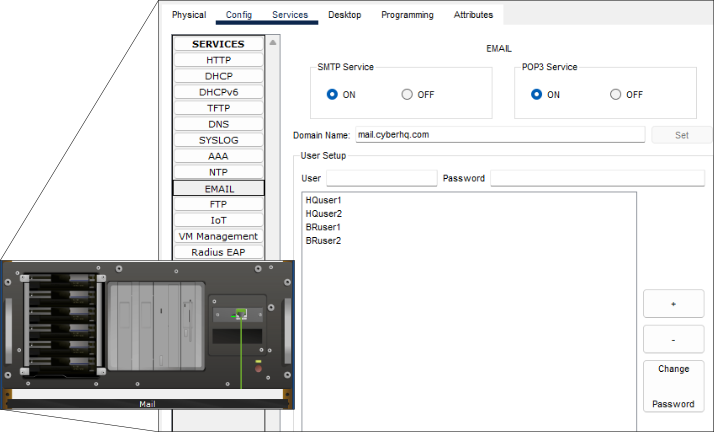 Physical Config Services Desktop Programming Attributes
SERVICES
HTTP
DHCP
DHCPv6
TFTP
DNS
SYSLOG
AAA
NTP
EMAIL
FTP
IoT
VM Management
Radius EAP
EMAIL
SMTP Service
ON OFF
POP3 Service
ON OFF
Domain Name: mail.cyberhq.com Set
User Setup
User Password
HQuser1
HQuser2
BRuser1
BRuser2
+
-
Change
Password
Mail